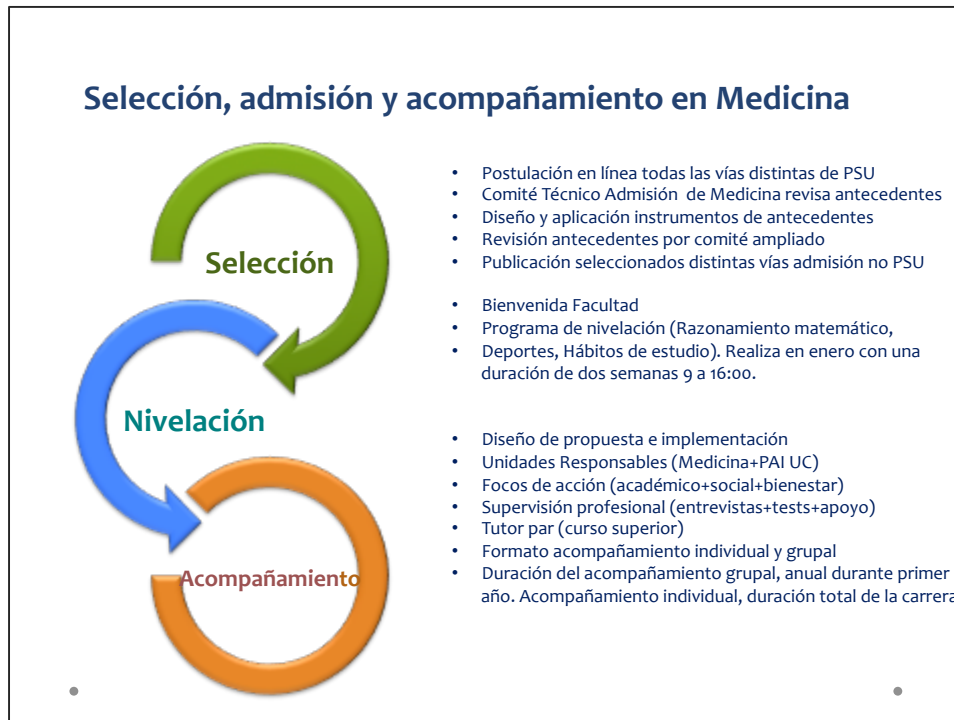 Selección, admisión y acompañamiento en Medicina
Selección
• Postulación en línea todas las vías distintas de PSU
• Comité Técnico Admisión de Medicina revisa antecedentes
• Diseño y aplicación instrumentos de antecedentes
• Revisión antecedentes por comité ampliado
• Publicación seleccionados distintas vías admisión no PSU
Nivelación
• Bienvenida Facultad
• Programa de nivelación (Razonamiento matemático,
• Deportes, Hábitos de estudio). Realiza en enero con una
duración de dos semanas 9 a 16:00.
Acompañamiento
• Diseño de propuesta e implementación
• Unidades Responsables (Medicina+PAI UC)
• Focos de acción (académico+social+bienestar)
• Supervisión profesional (entrevistas+tests+apoyo)
• Tutor par (curso superior)
• Formato acompañamiento individual y grupal
• Duración del acompañamiento grupal, anual durante primer
año. Acompañamiento individual, duración total de la carrera